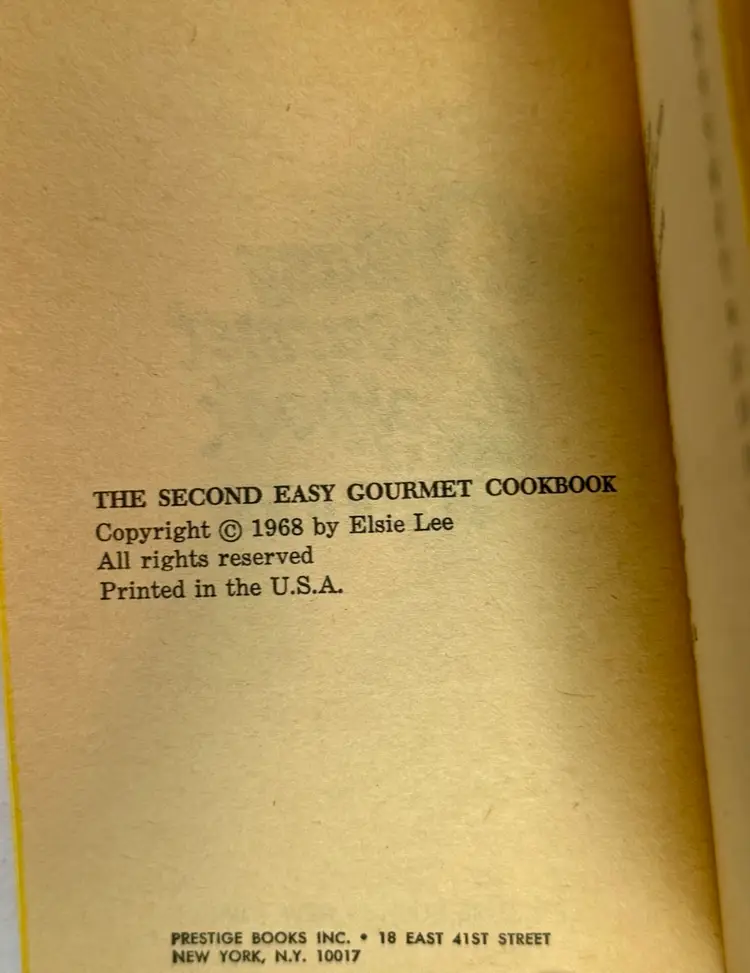 THE SECOND EASY GOURMET COOKBOOK
Copyright © 1968 by Elsie Lee
All rights reserved
Printed in the U.S.A.
PRESTIGE BOOKS INC. • 18 EAST 41ST STREET
NEW YORK, N.Y. 10017